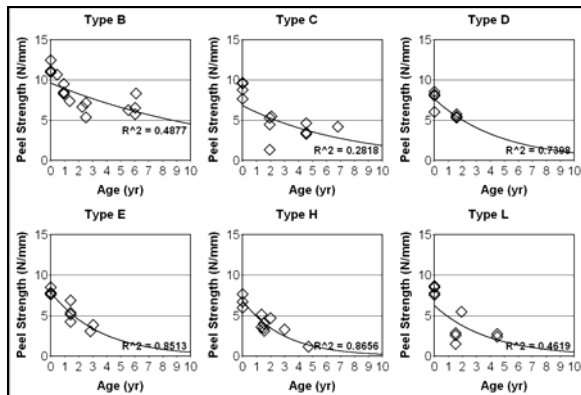 Type B
Type C
Type D
Peel Strength (N/mm)
15
10
5
0
R^2 = 0.4877
0 1 2 3 4 5 6 7 8 9 10
Age (yr)
Peel Strength (N/mm)
15
10
5
0
R^2 = 0.2818
0 1 2 3 4 5 6 7 8 9 10
Age (yr)
Peel Strength (N/mm)
15
10
5
0
R^2 = 0.7398
0 1 2 3 4 5 6 7 8 9 10
Age (yr)
Type E
Type H
Type L
Peel Strength (N/mm)
15
10
5
0
R^2 = 0.8513
0 1 2 3 4 5 6 7 8 9 10
Age (yr)
Peel Strength (N/mm)
15
10
5
0
R^2 = 0.8656
0 1 2 3 4 5 6 7 8 9 10
Age (yr)
Peel Strength (N/mm)
15
10
5
0
R^2 = 0.4619
0 1 2 3 4 5 6 7 8 9 10
Age (yr)